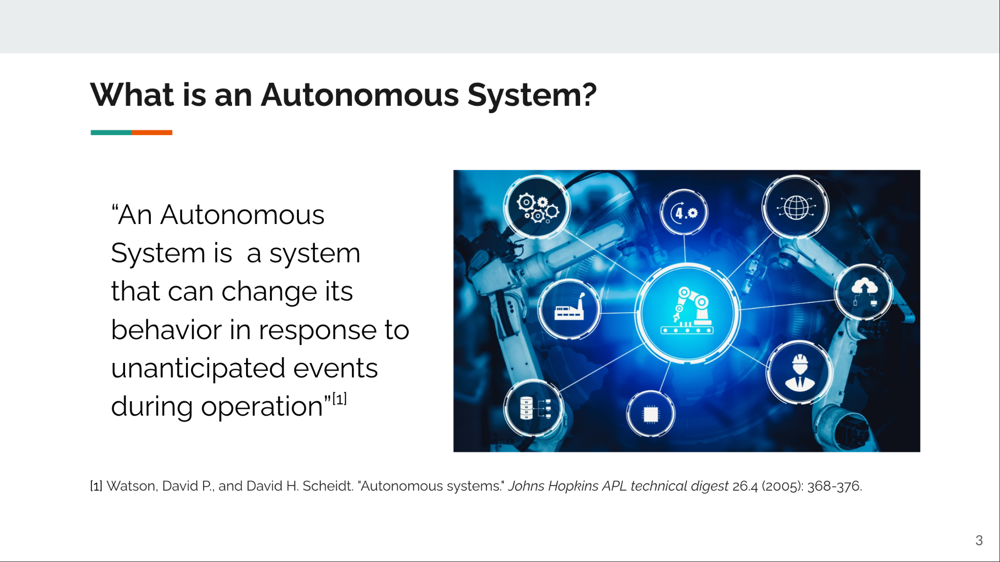 What is an Autonomous System?
“An Autonomous
System is  a system
that can change its
behavior in response to
unanticipated events
during operation”[1]
4.
[1] Watson, David P., and David H. Scheidt. "Autonomous systems." Johns Hopkins APL technical digest 26.4 (2005): 368-376.
3